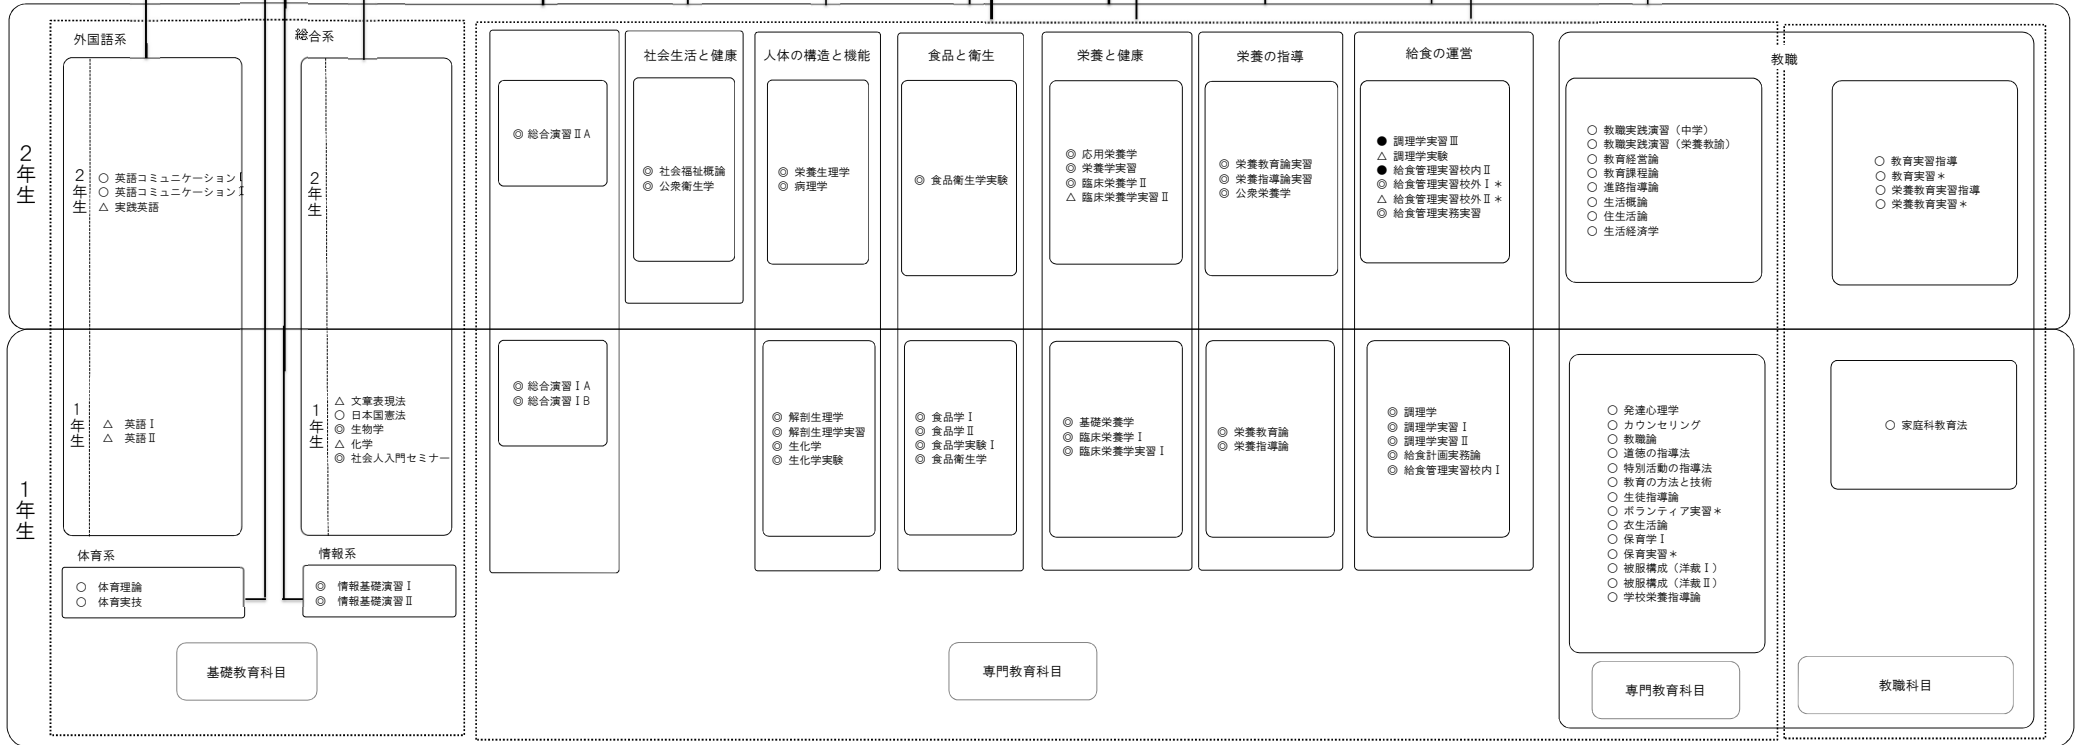 外国語系
総合系
2年生
2年生
○ 英語コミュニケーションⅠ
○ 英語コミュニケーションⅡ
△ 実践英語
2年生
◎ 総合演習ⅡA
社会生活と健康
◎ 社会福祉概論
◎ 公衆衛生学
人体の構造と機能
◎ 栄養生理学
◎ 病理学
食品と衛生
◎ 食品衛生学実験
栄養と健康
◎ 応用栄養学
◎ 栄養学実習
◎ 臨床栄養学Ⅱ
△ 臨床栄養学実習Ⅱ
栄養の指導
◎ 栄養教育論実習
◎ 栄養指導論実習
◎ 公衆栄養学
給食の運営
● 調理学実習Ⅲ
△ 調理学実験
● 給食管理実習校内Ⅱ
◎ 給食管理実習校外Ⅰ＊
△ 給食管理実習校外Ⅱ＊
◎ 給食管理実務実習
教職
○ 教職実践演習（中学）
○ 教職実践演習（栄養教諭）
○ 教育経営論
○ 教育課程論
○ 進路指導論
○ 生活概論
○ 住生活論
○ 生活経済学
○ 教育実習指導
○ 教育実習＊
○ 栄養教育実習指導
○ 栄養教育実習＊
1年生
1年生
△ 英語Ⅰ
△ 英語Ⅱ
1年生
△ 文章表現法
○ 日本国憲法
◎ 生物学
△ 化学
◎ 社会人入門セミナー
◎ 総合演習ⅠA
◎ 総合演習ⅠB
◎ 解剖生理学
◎ 解剖生理学実習
◎ 生化学
◎ 生化学実験
◎ 食品学Ⅰ
◎ 食品学Ⅱ
◎ 食品学実験Ⅰ
◎ 食品衛生学
◎ 基礎栄養学
◎ 臨床栄養学Ⅰ
◎ 臨床栄養学実習Ⅰ
◎ 栄養教育論
◎ 栄養指導論
◎ 調理学
◎ 調理学実習Ⅰ
◎ 調理学実習Ⅱ
◎ 給食計画実務論
◎ 給食管理実習校内Ⅰ
○ 発達心理学
○ カウンセリング
○ 教職論
○ 道徳の指導法
○ 特別活動の指導法
○ 教育の方法と技術
○ 生徒指導論
○ ボランティア実習＊
○ 衣生活論
○ 保育学Ⅰ
○ 保育実習＊
○ 被服構成（洋裁Ⅰ）
○ 被服構成（洋裁Ⅱ）
○ 学校栄養指導論
○ 家庭科教育法
体育系
○ 体育理論
○ 体育実技
情報系
◎ 情報基礎演習Ⅰ
◎ 情報基礎演習Ⅱ
基礎教育科目
専門教育科目
専門教育科目
教職科目